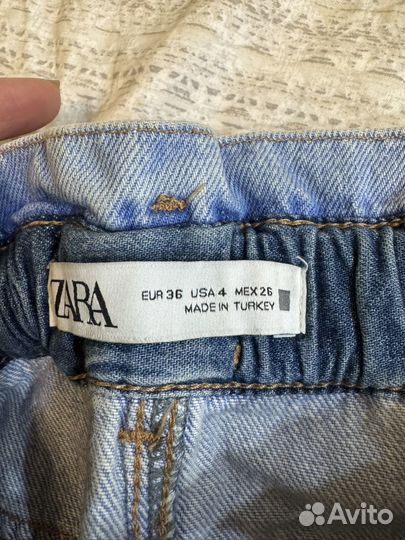 ZARA
EUR 36 USA 4 MEX 26
MADE IN TURKEY
Avito